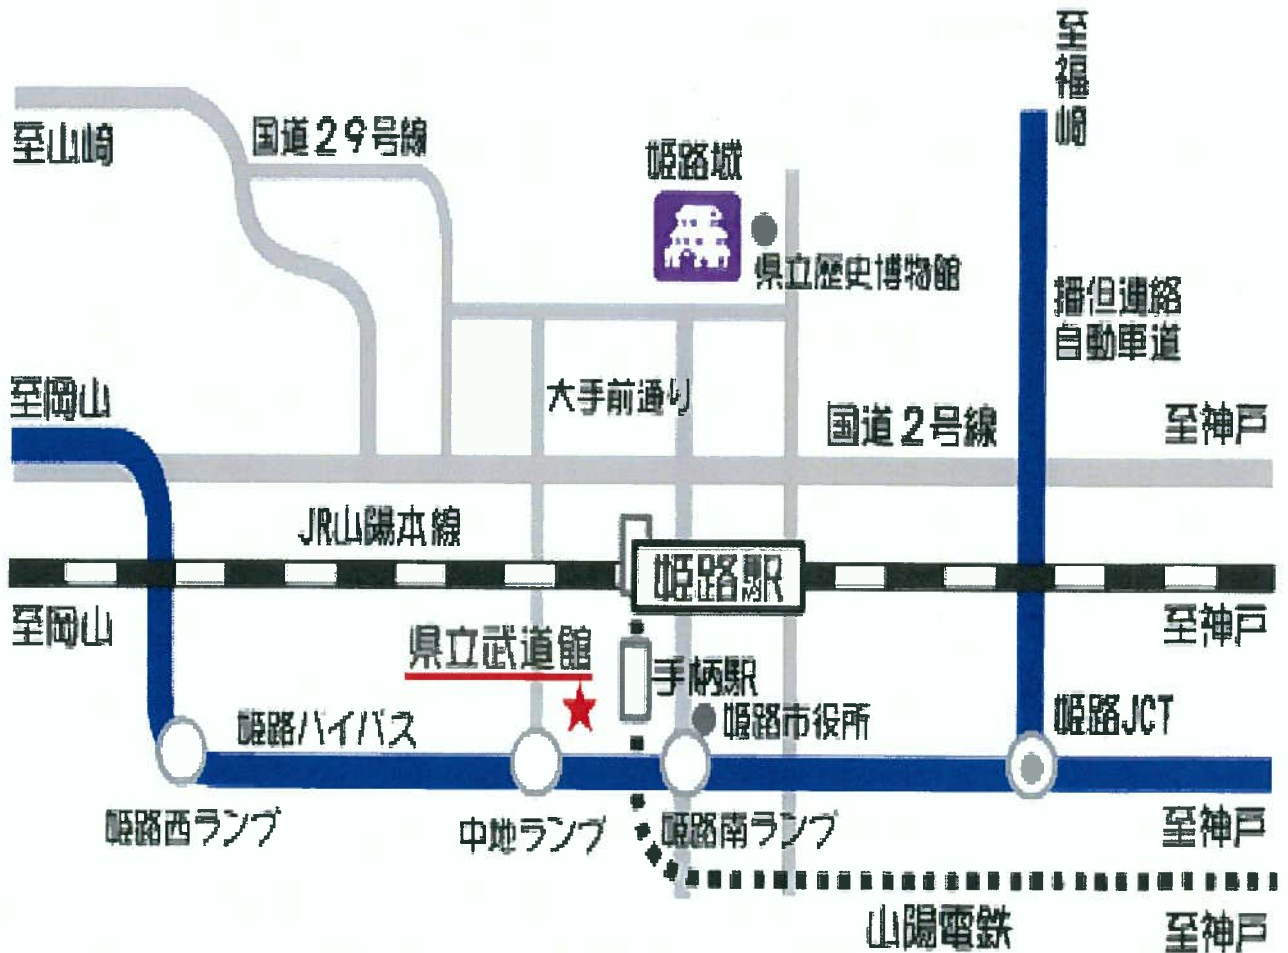 至福崎
至山崎
国道29号線
姫路城
県立歴史博物館
播但連絡
自動車道
至岡山
大手前通り
国道2号線
至神戸
JR山陽本線
姫路駅
至岡山
至神戸
県立武道館
手柄駅
姫路バイパス
姫路市役所
姫路JCT
姫路西ランプ
中地ランプ
姫路南ランプ
至神戸
山陽電鉄
至神戸